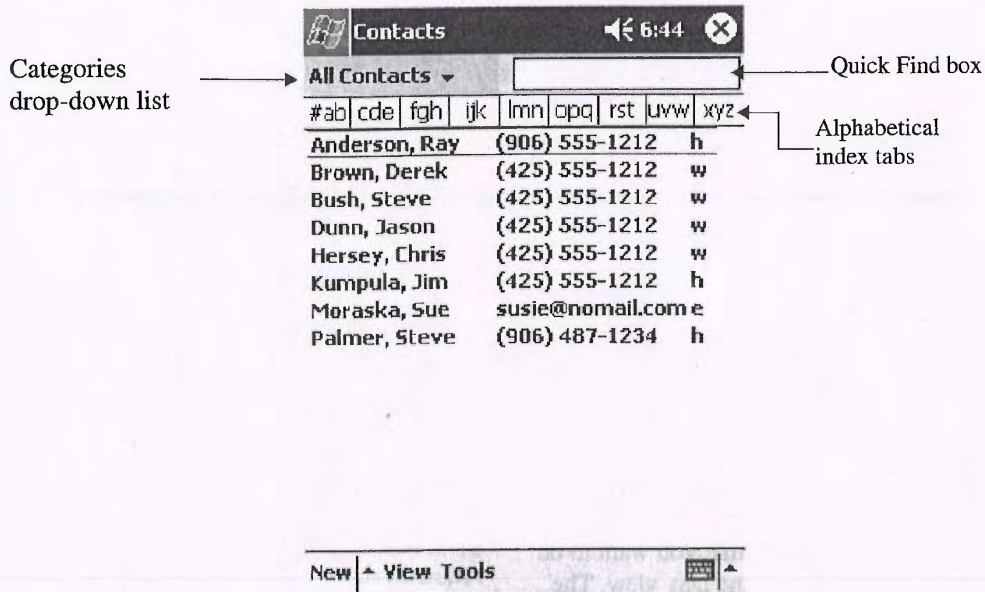 Contacts 6:44
Categories drop-down list
All Contacts
Quick Find box
#ab cde fgh ijk lmn opq rst uvw xyz
Alphabetical index tabs
Anderson, Ray (906) 555-1212 h
Brown, Derek (425) 555-1212 w
Bush, Steve (425) 555-1212 w
Dunn, Jason (425) 555-1212 w
Hersey, Chris (425) 555-1212 w
Kumpula, Jim (425) 555-1212 h
Moraska, Sue susie@nomail.com e
Palmer, Steve (906) 487-1234 h
New View Tools